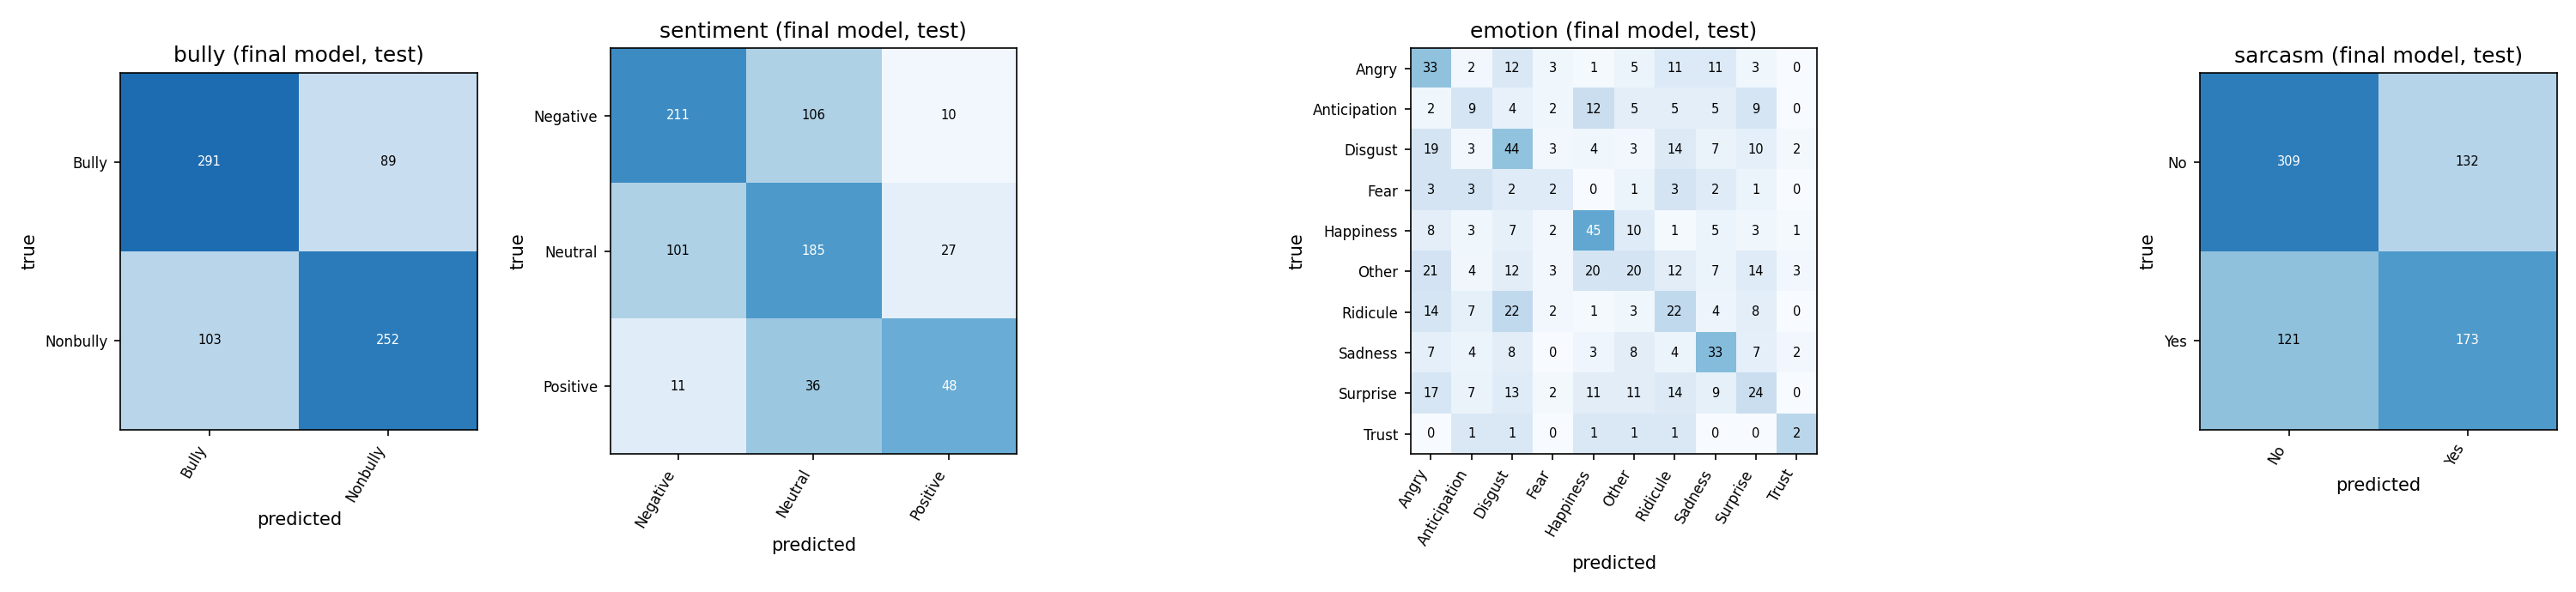 bully (final model, test)
true
Bully 291 89
Nonbully 103 252
Bully Nonbully
predicted
sentiment (final model, test)
true
Negative 211 106 10
Neutral 101 185 27
Positive 11 36 48
Negative Neutral Positive
predicted
emotion (final model, test)
true
Angry 33 2 12 3 1 5 11 11 3 0
Anticipation 2 9 4 2 12 5 5 5 9 0
Disgust 19 3 44 3 4 3 14 7 10 2
Fear 3 3 2 2 0 1 3 2 1 0
Happiness 8 3 7 2 45 10 1 5 3 1
Other 21 4 12 3 20 20 12 7 14 3
Ridicule 14 7 22 2 1 3 22 4 8 0
Sadness 7 4 8 0 3 8 4 33 7 2
Surprise 17 7 13 2 11 11 14 9 24 0
Trust 0 1 1 0 1 1 1 0 0 2
Angry Anticipation Disgust Fear Happiness Other Ridicule Sadness Surprise Trust
predicted
sarcasm (final model, test)
true
No 309 132
Yes 121 173
No Yes
predicted